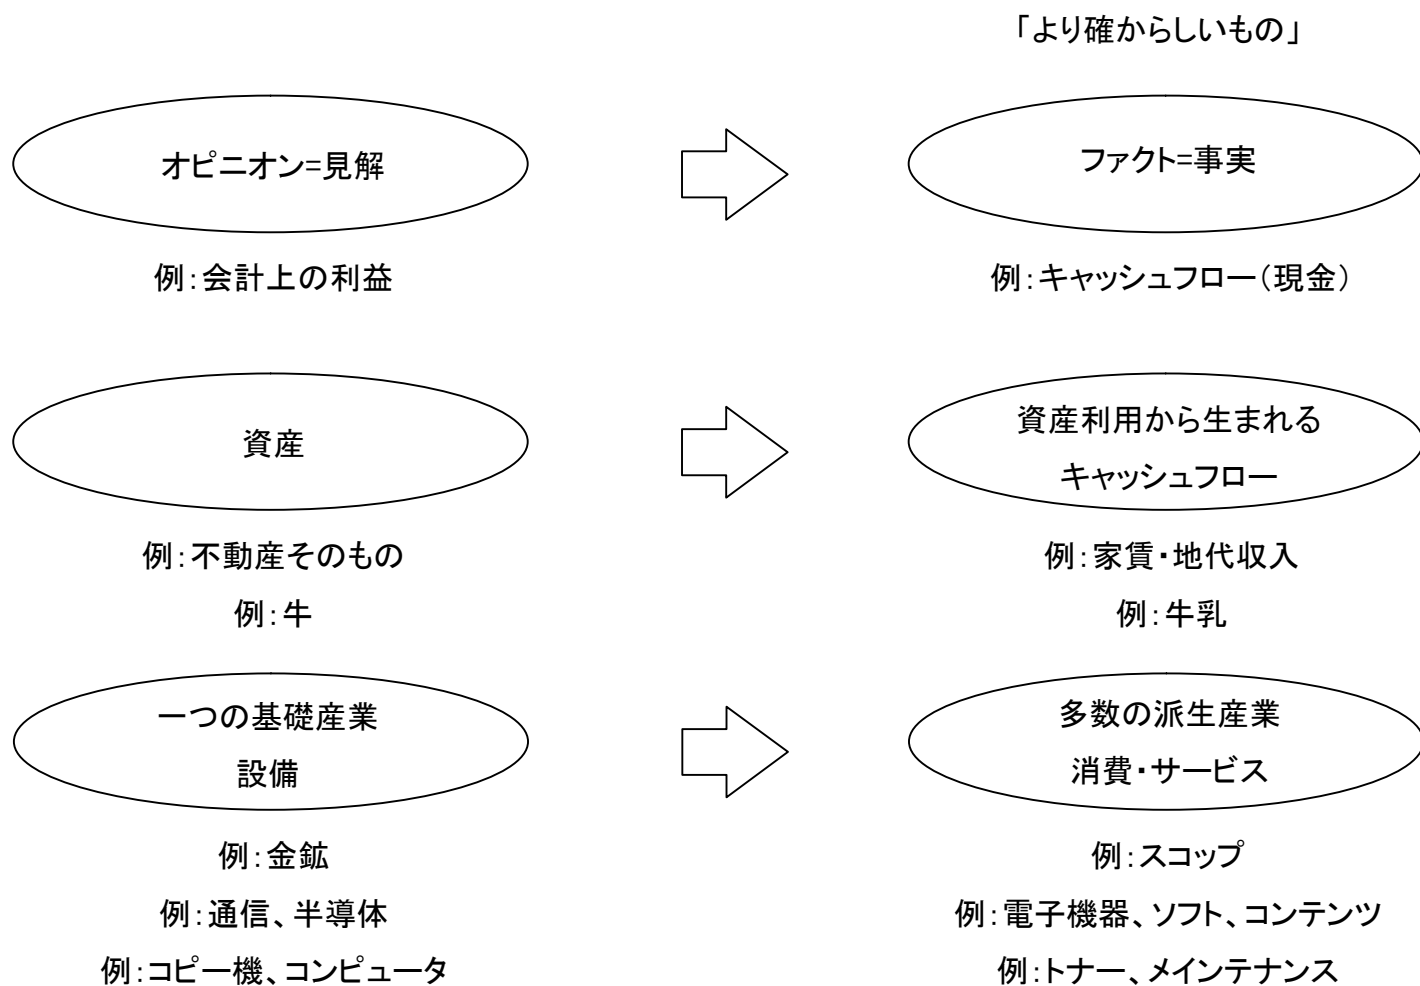 「より確からしいもの」
オピニオン=見解
ファクト=事実
例：会計上の利益
例：キャッシュフロー（現金）
資産
資産利用から生まれる
キャッシュフロー
例：不動産そのもの
例：家賃・地代収入
例：牛
例：牛乳
一つの基礎産業
設備
多数の派生産業
消費・サービス
例：金鉱
例：スコップ
例：通信、半導体
例：電子機器、ソフト、コンテンツ
例：コピー機、コンピュータ
例：トナー、メインテナンス